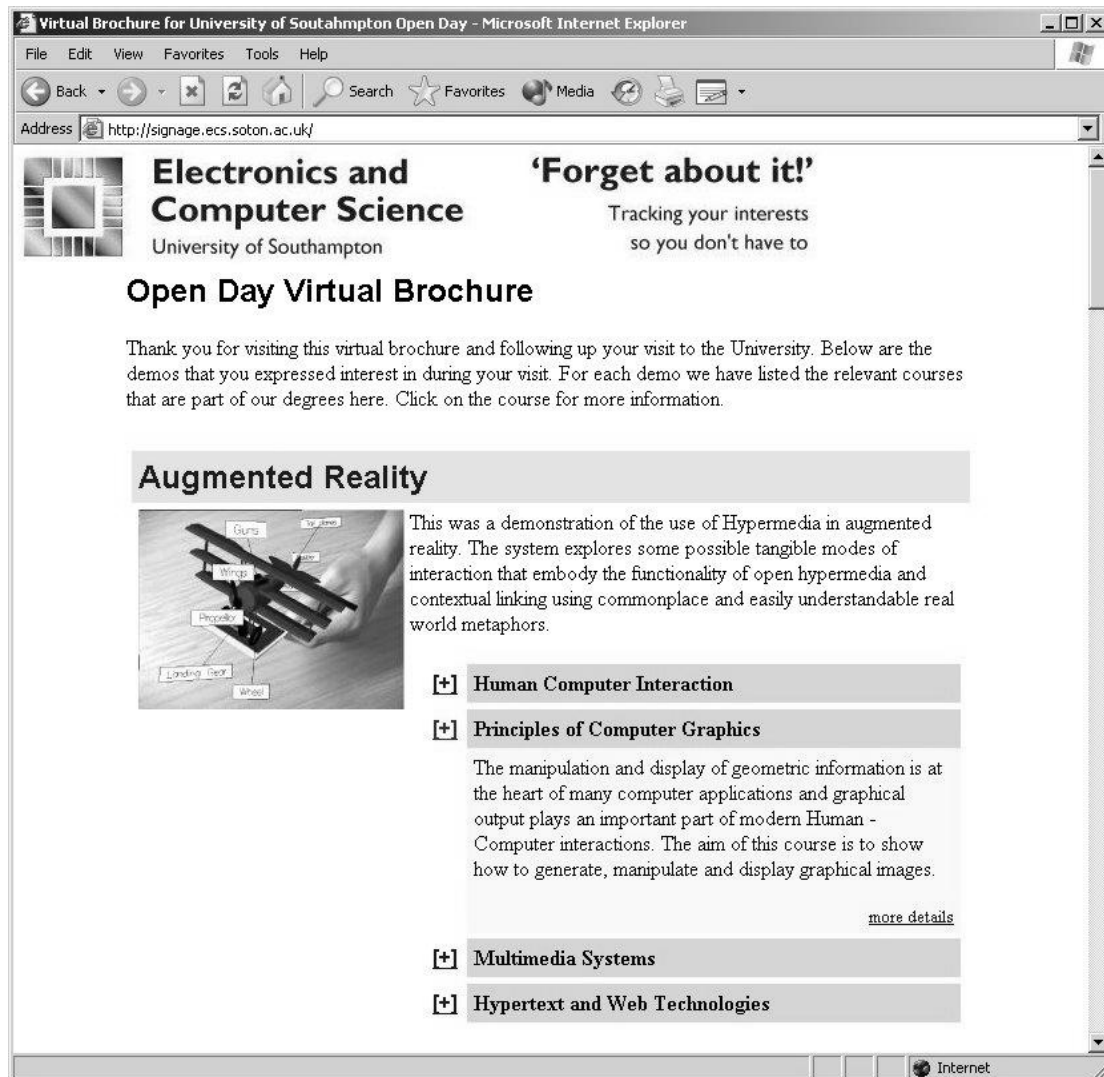 Virtual Brochure for University of Soutahmpton Open Day - Microsoft Internet Explorer
File Edit View Favorites Tools Help
Back Search Favorites Media
Address http://signage.ecs.soton.ac.uk/
Electronics and
Computer Science
University of Southampton
‘Forget about it!’
Tracking your interests
so you don't have to
Open Day Virtual Brochure
Thank you for visiting this virtual brochure and following up your visit to the University. Below are the
demos that you expressed interest in during your visit. For each demo we have listed the relevant courses
that are part of our degrees here. Click on the course for more information.
Augmented Reality
Guns
Tail planes
Wings
Propellor
Landing Gear
Wheel
This was a demonstration of the use of Hypermedia in augmented
reality. The system explores some possible tangible modes of
interaction that embody the functionality of open hypermedia and
contextual linking using commonplace and easily understandable real
world metaphors.
[+] Human Computer Interaction
[+] Principles of Computer Graphics
The manipulation and display of geometric information is at
the heart of many computer applications and graphical
output plays an important part of modern Human -
Computer interactions. The aim of this course is to show
how to generate, manipulate and display graphical images.
more details
[+] Multimedia Systems
[+] Hypertext and Web Technologies
Internet